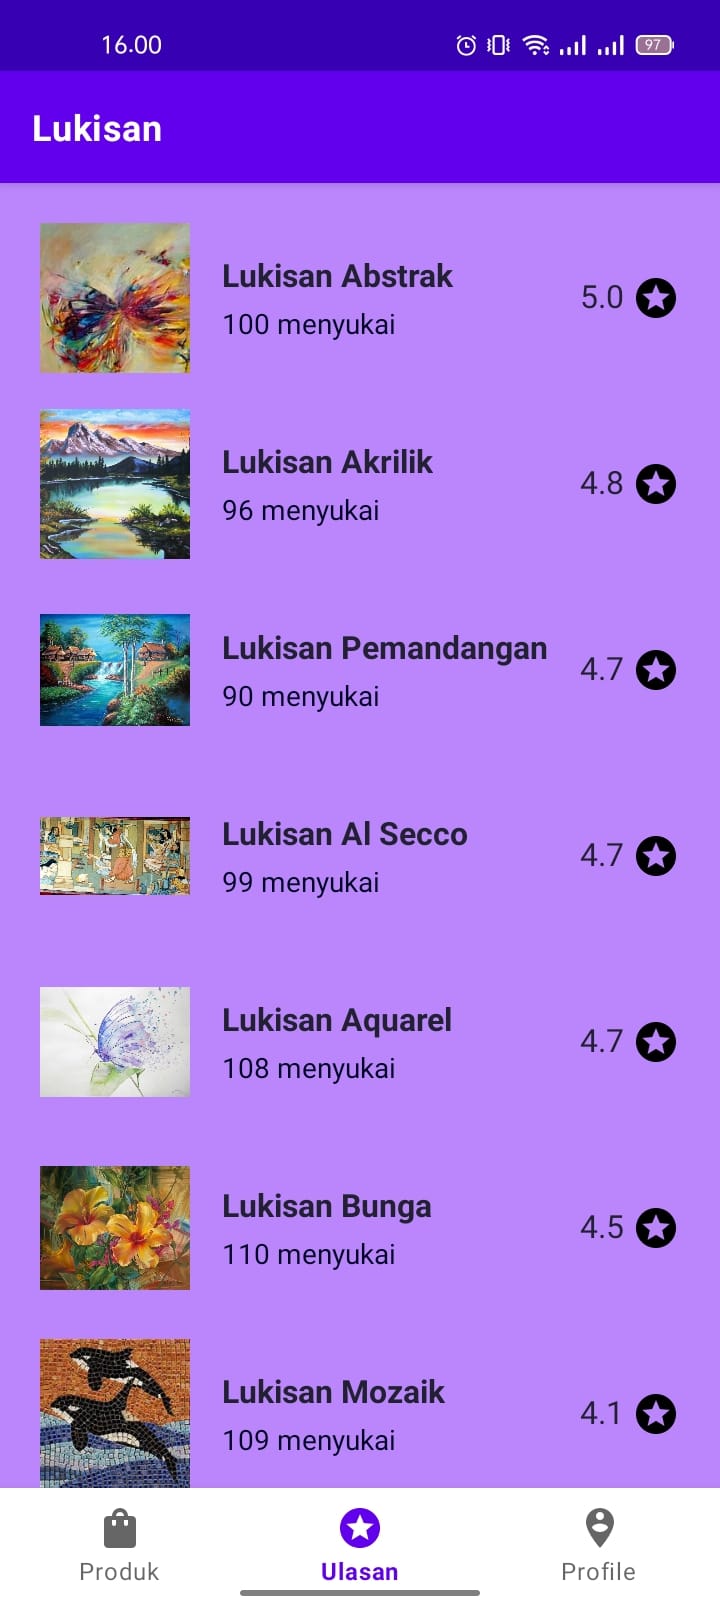 16.00
97
Lukisan
Lukisan Abstrak
100 menyukai
5.0
Lukisan Akrilik
96 menyukai
4.8
Lukisan Pemandangan
90 menyukai
4.7
Lukisan Al Secco
99 menyukai
4.7
Lukisan Aquarel
108 menyukai
4.7
Lukisan Bunga
110 menyukai
4.5
Lukisan Mozaik
109 menyukai
4.1
Produk
Ulasan
Profile